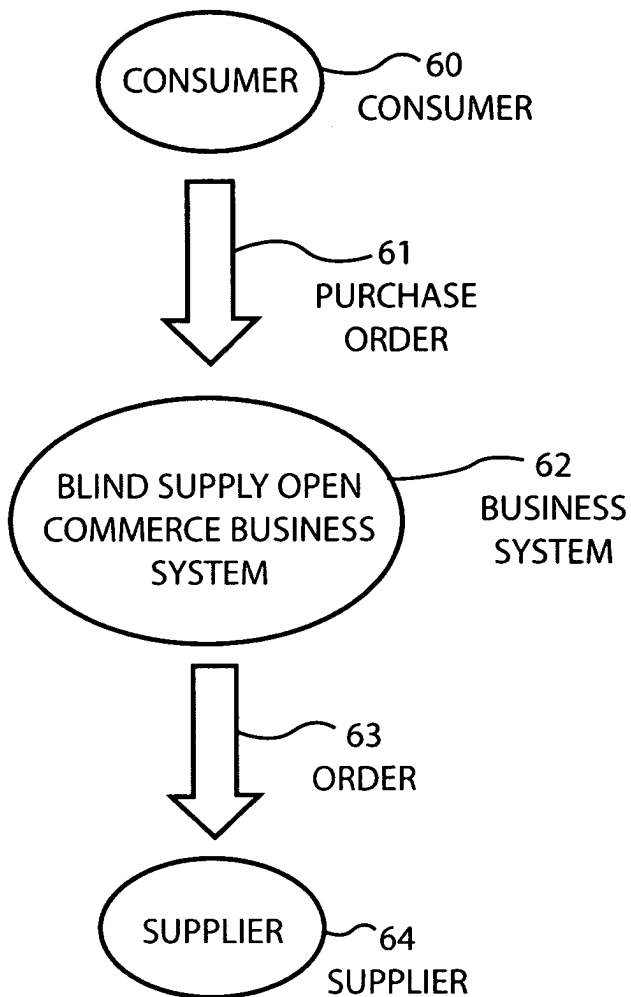 CONSUMER
60
CONSUMER
61
PURCHASE
ORDER
BLIND SUPPLY OPEN
COMMERCE BUSINESS
SYSTEM
62
BUSINESS
SYSTEM
63
ORDER
SUPPLIER
64
SUPPLIER